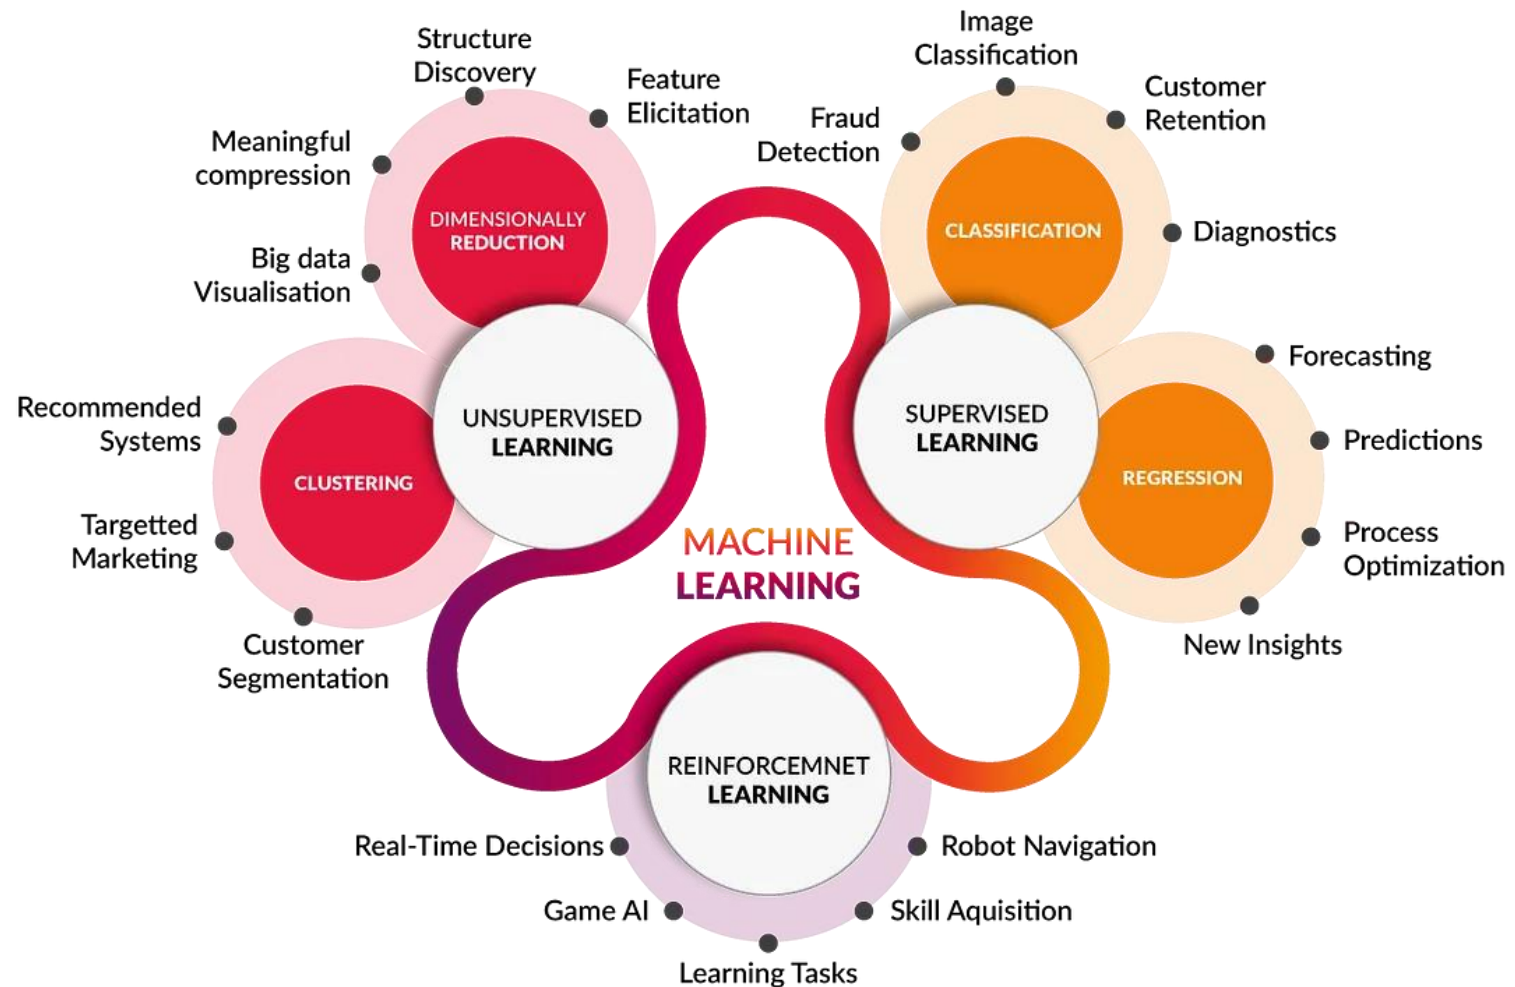 Structure
Discovery
Feature
Elicitation
Meaningful
compression
Big data
Visualisation
DIMENSIONALLY
REDUCTION
Recommended
Systems
Targetted
Marketing
Customer
Segmentation
CLUSTERING
UNSUPERVISED
LEARNING
Image
Classification
Customer
Retention
Fraud
Detection
Diagnostics
CLASSIFICATION
SUPERVISED
LEARNING
Forecasting
Predictions
Process
Optimization
New Insights
REGRESSION
MACHINE
LEARNING
REINFORCEMNET
LEARNING
Real-Time Decisions
Game AI
Learning Tasks
Skill Aquisition
Robot Navigation